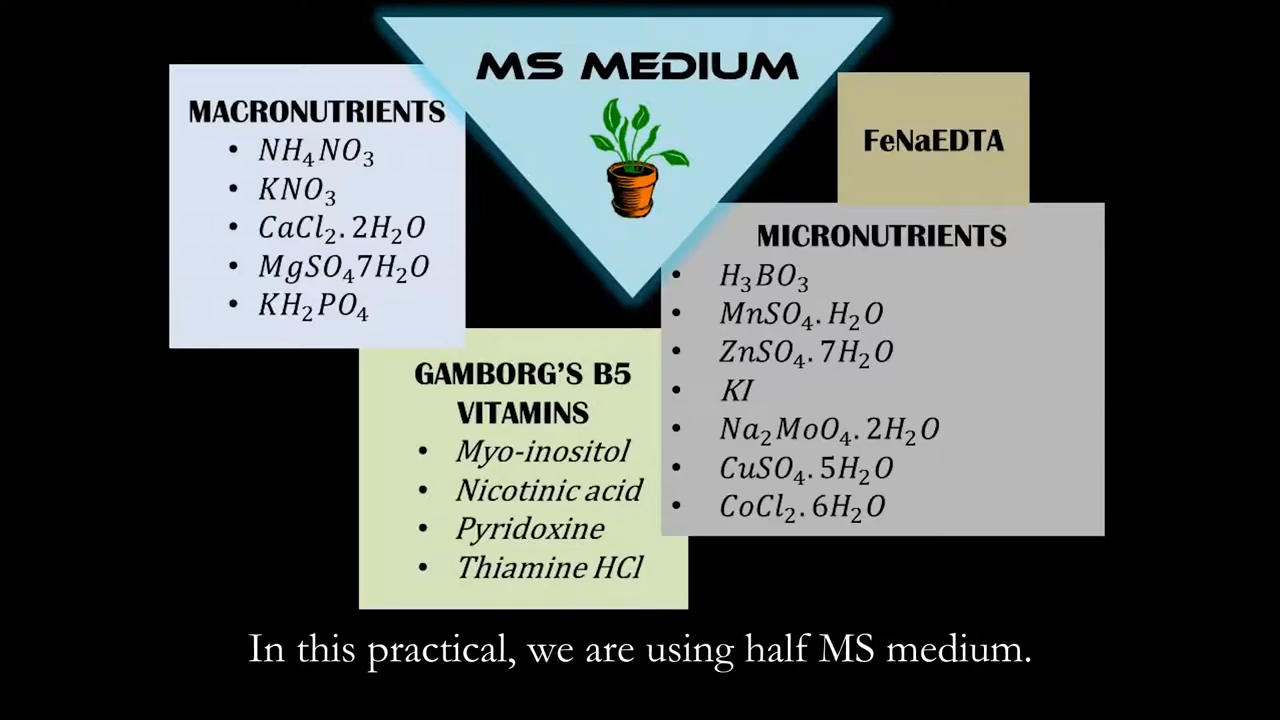 MS MEDIUM
MACRONUTRIENTS
• NH₄NO₃
• KNO₃
• CaCl₂.2H₂O
• MgSO₄7H₂O
• KH₂PO₄
FeNaEDTA
MICRONUTRIENTS
• H₃BO₃
• MnSO₄.H₂O
• ZnSO₄.7H₂O
• KI
• Na₂MoO₄.2H₂O
• CuSO₄.5H₂O
• CoCl₂.6H₂O
GAMBORG'S B5
VITAMINS
• Myo-inositol
• Nicotinic acid
• Pyridoxine
• Thiamine HCl
In this practical, we are using half MS medium.